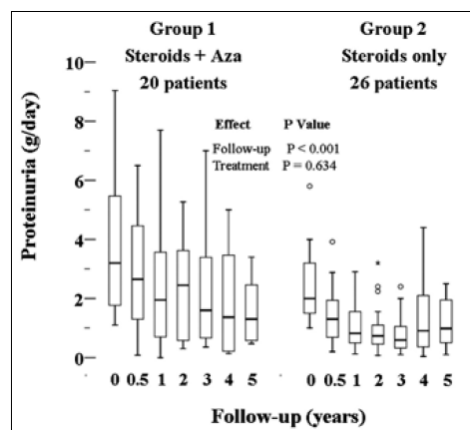 Group 1
Steroids + Aza
20 patients
Group 2
Steroids only
26 patients
Effect P Value
Follow-up P < 0.001
Treatment P = 0.634
Proteinuria (g/day)
10
8
6
4
2
0
0 0.5 1 2 3 4 5 0 0.5 1 2 3 4 5
Follow-up (years)